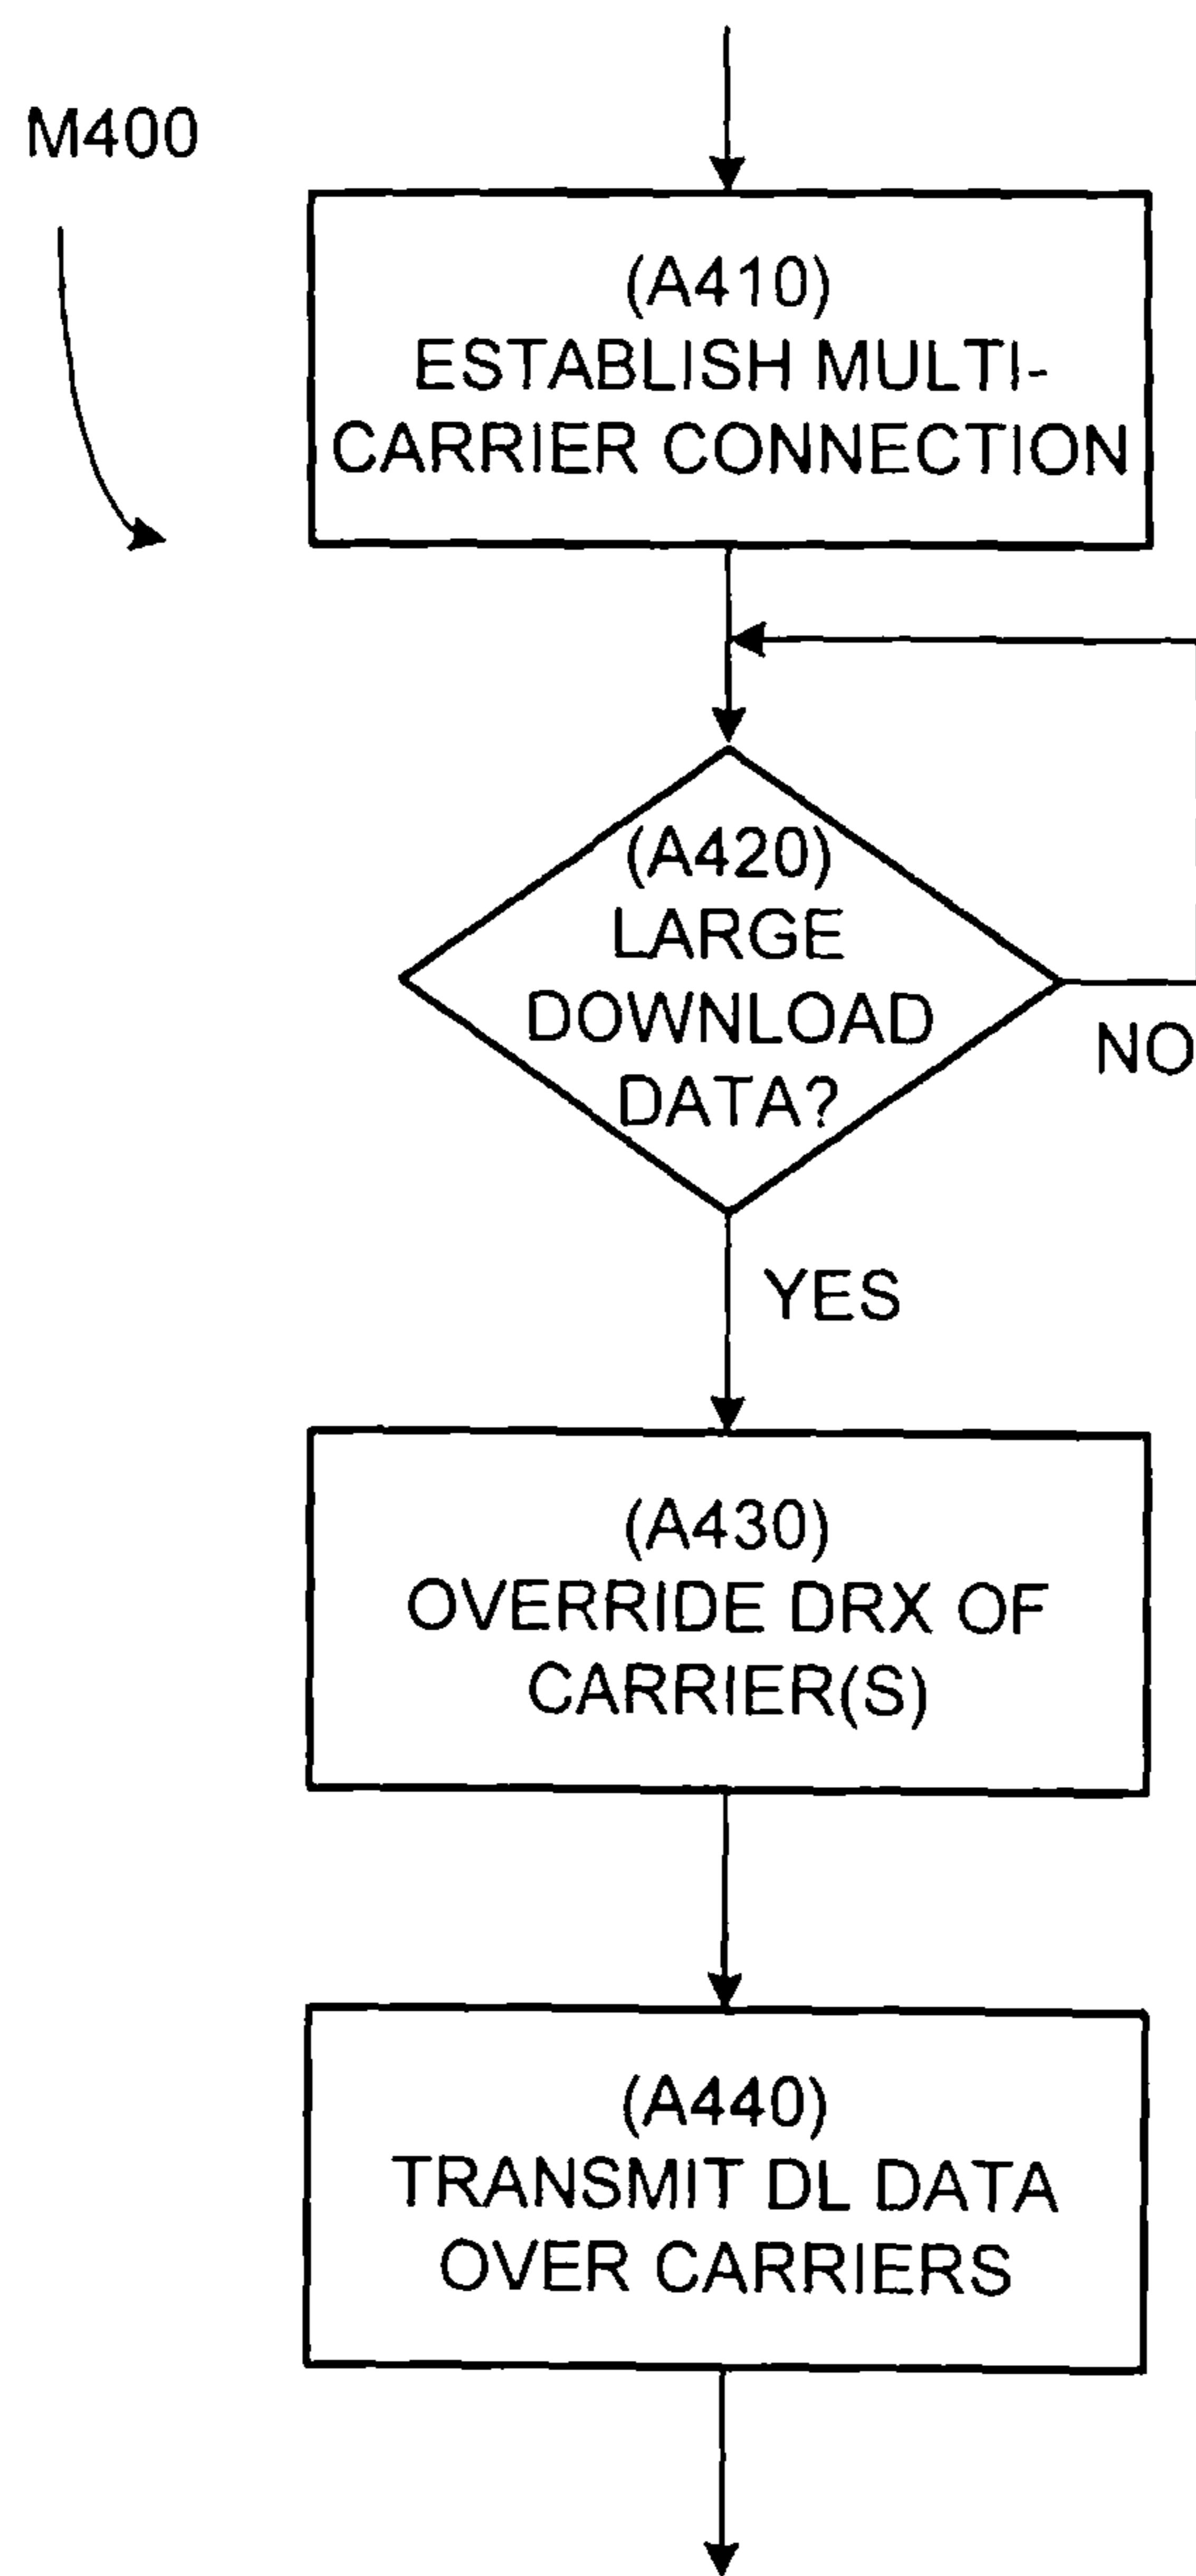 M400
(A410)
ESTABLISH MULTI-
CARRIER CONNECTION
(A420)
LARGE
DOWNLOAD
DATA?
NO
YES
(A430)
OVERRIDE DRX OF
CARRIER(S)
(A440)
TRANSMIT DL DATA
OVER CARRIERS